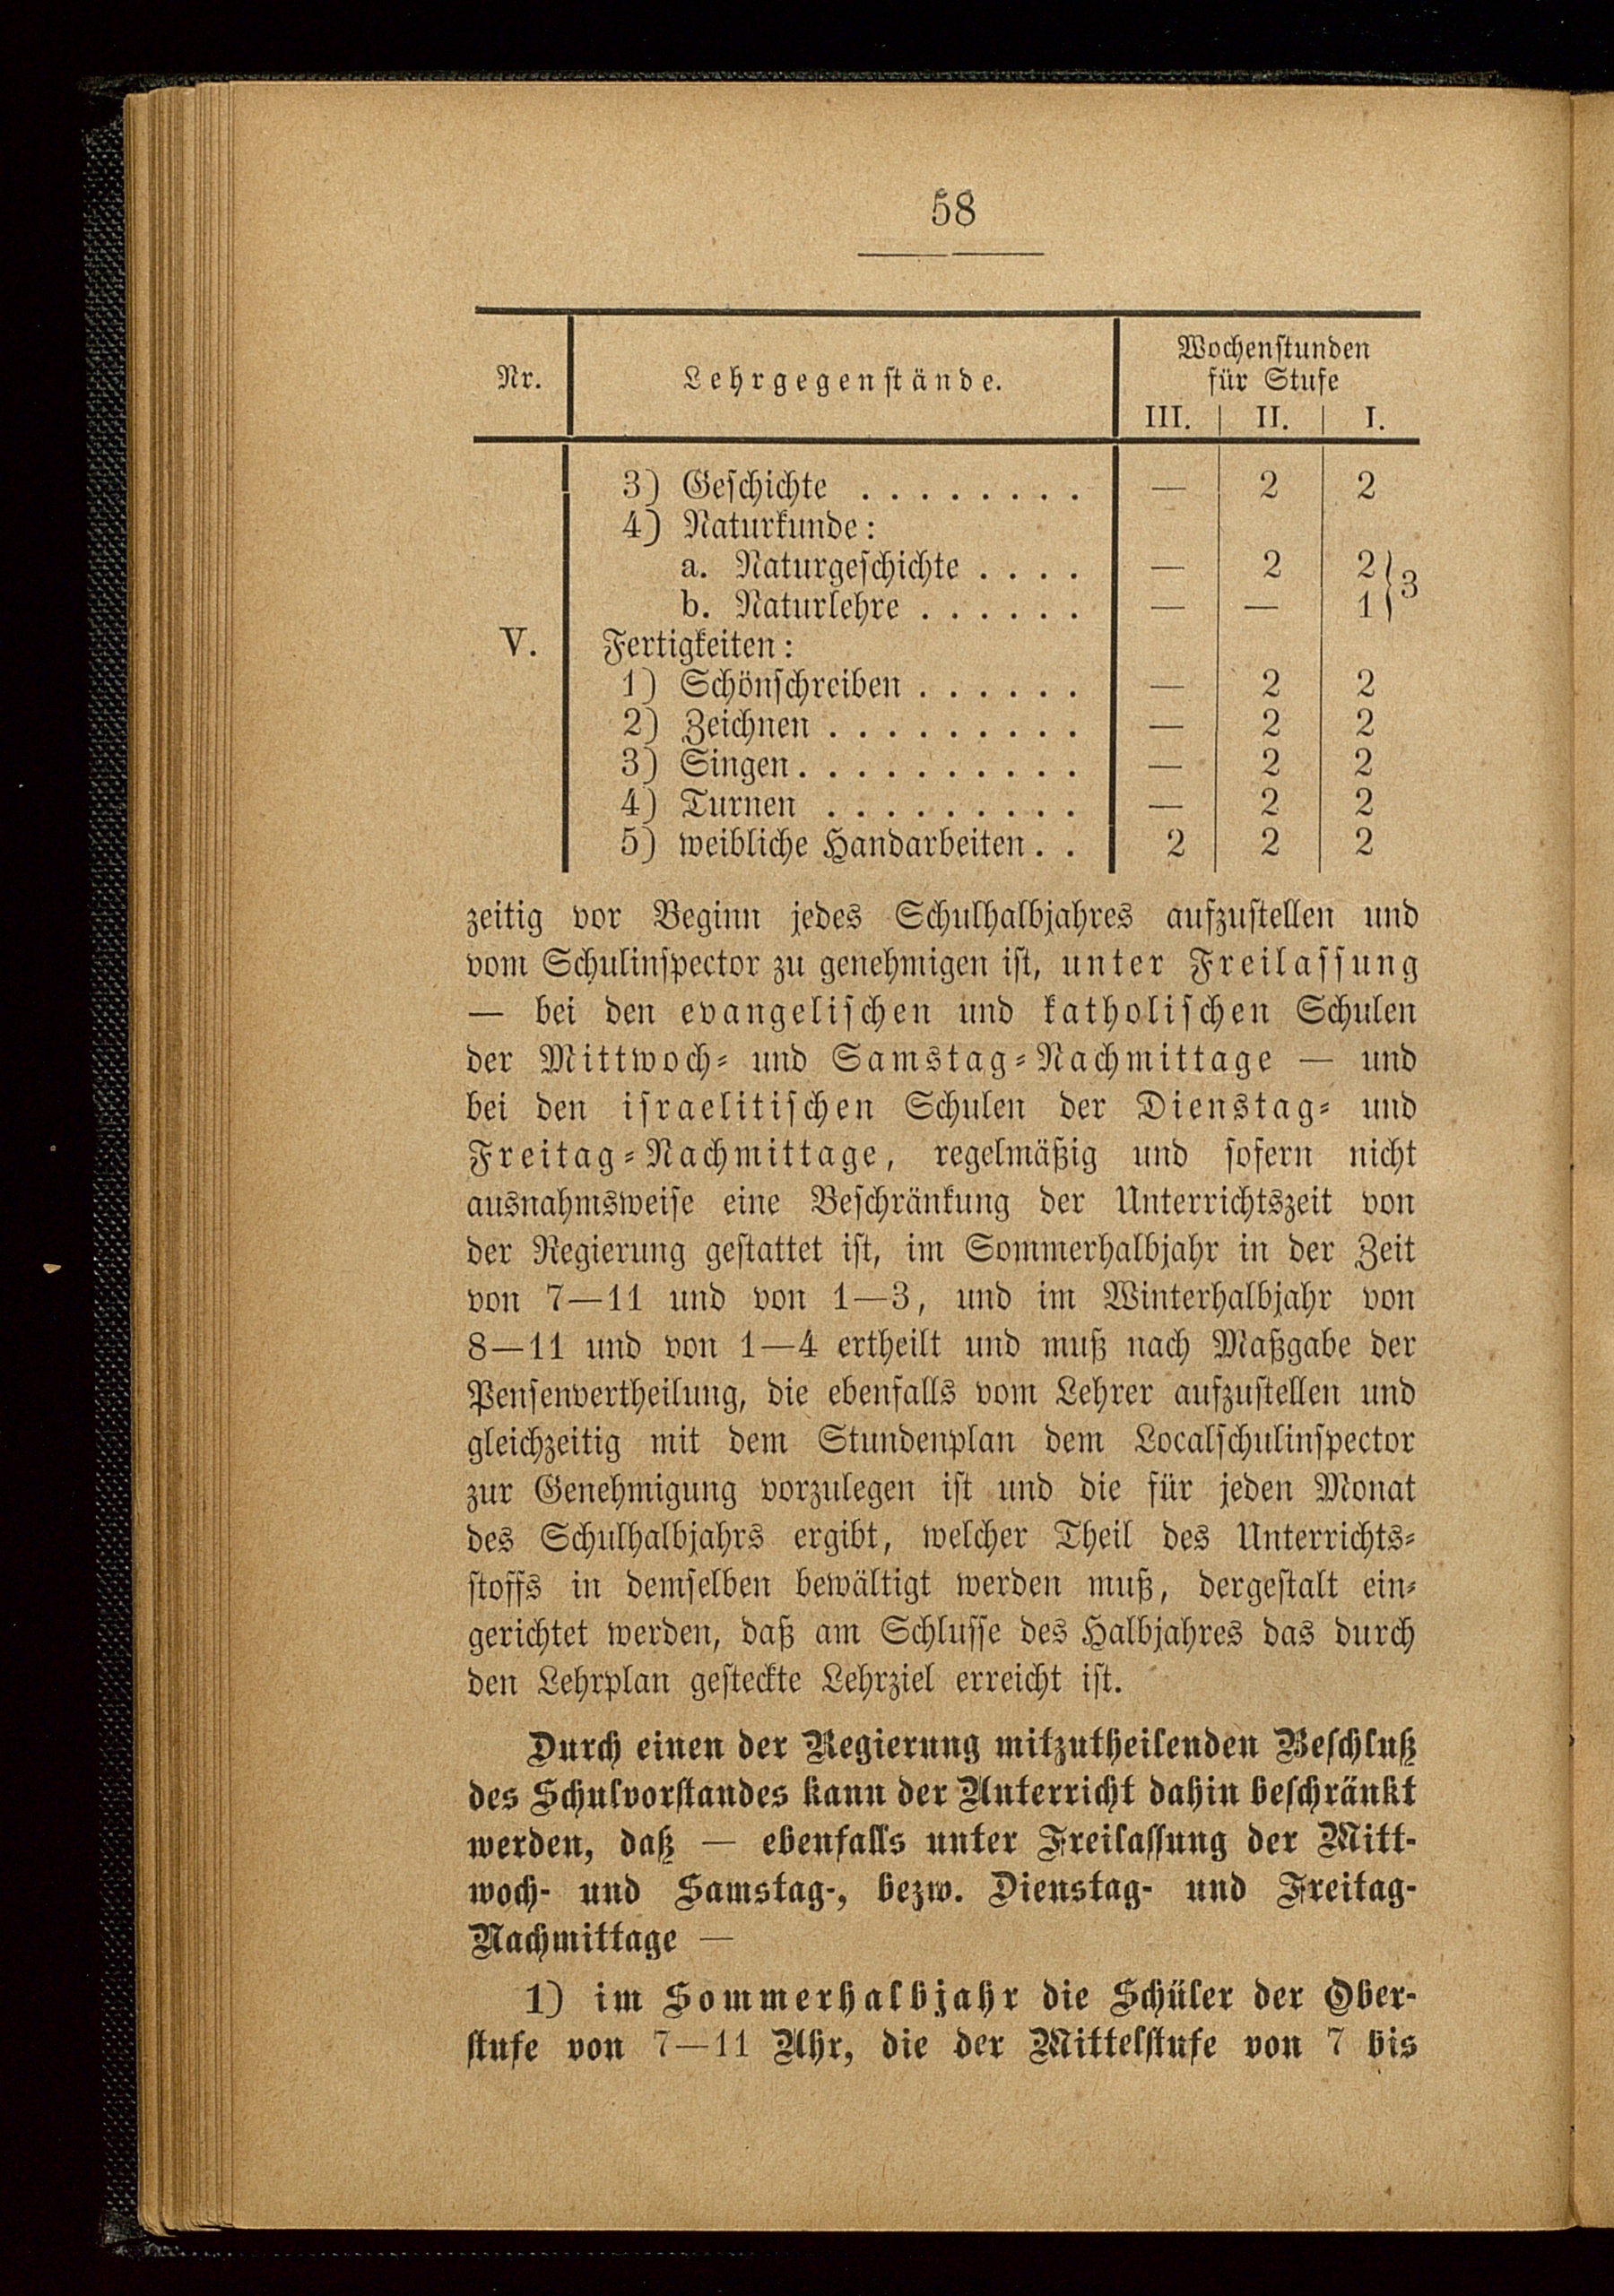 58
Nr. Lehrgegenstände. Wochenstunden
für Stufe
III. II. I.
3) Geschichte . . . . . . . . — 2 2
4) Naturkunde:
a. Naturgeschichte . . . . — 2 2 } 3
b. Naturlehre . . . . . . — — 1
V. Fertigkeiten:
1) Schönschreiben . . . . . . — 2 2
2) Zeichnen . . . . . . . . . — 2 2
3) Singen. . . . . . . . . . — 2 2
4) Turnen . . . . . . . . . — 2 2
5) weibliche Handarbeiten. . 2 2 2
zeitig vor Beginn jedes Schulhalbjahres aufzustellen und
vom Schulinspector zu genehmigen ist, unter Freilassung
— bei den evangelischen und katholischen Schulen
der Mittwoch- und Samstag-Nachmittage — und
bei den israelitischen Schulen der Dienstag- und
Freitag-Nachmittage, regelmäßig und sofern nicht
ausnahmsweise eine Beschränkung der Unterrichtszeit von
der Regierung gestattet ist, im Sommerhalbjahr in der Zeit
von 7—11 und von 1—3, und im Winterhalbjahr von
8—11 und von 1—4 ertheilt und muß nach Maßgabe der
Pensenvertheilung, die ebenfalls vom Lehrer aufzustellen und
gleichzeitig mit dem Stundenplan dem Localschulinspector
zur Genehmigung vorzulegen ist und die für jeden Monat
des Schulhalbjahrs ergibt, welcher Theil des Unterrichts-
stoffs in demselben bewältigt werden muß, dergestalt ein-
gerichtet werden, daß am Schlusse des Halbjahres das durch
den Lehrplan gesteckte Lehrziel erreicht ist.
Durch einen der Regierung mitzutheilenden Beschluß
des Schulvorstandes kann der Unterricht dahin beschränkt
werden, daß — ebenfalls unter Freilassung der Mitt-
woch- und Samstag-, bezw. Dienstag- und Freitag-
Nachmittage —
1) im Sommerhalbjahr die Schüler der Ober-
stufe von 7—11 Uhr, die der Mittelstufe von 7 bis